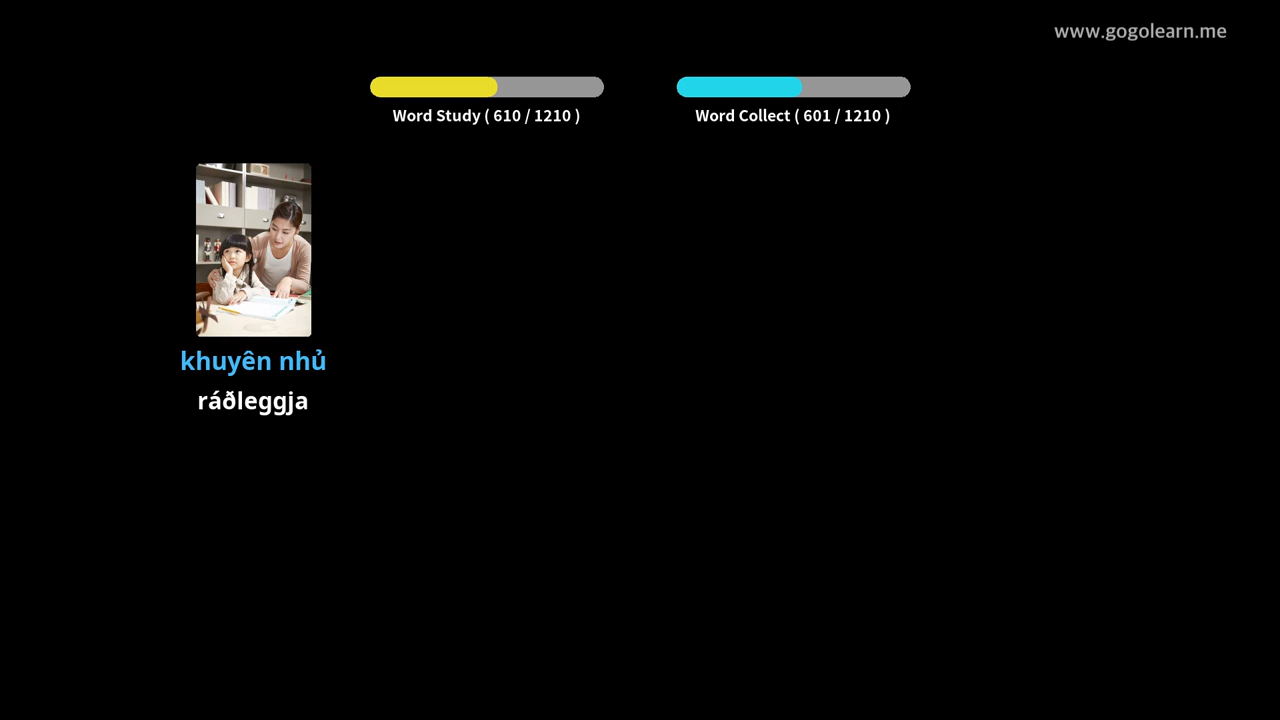 www.gogolearn.me
Word Study ( 610 / 1210 )
Word Collect ( 601 / 1210 )
khuyên nhủ
ráðleggja